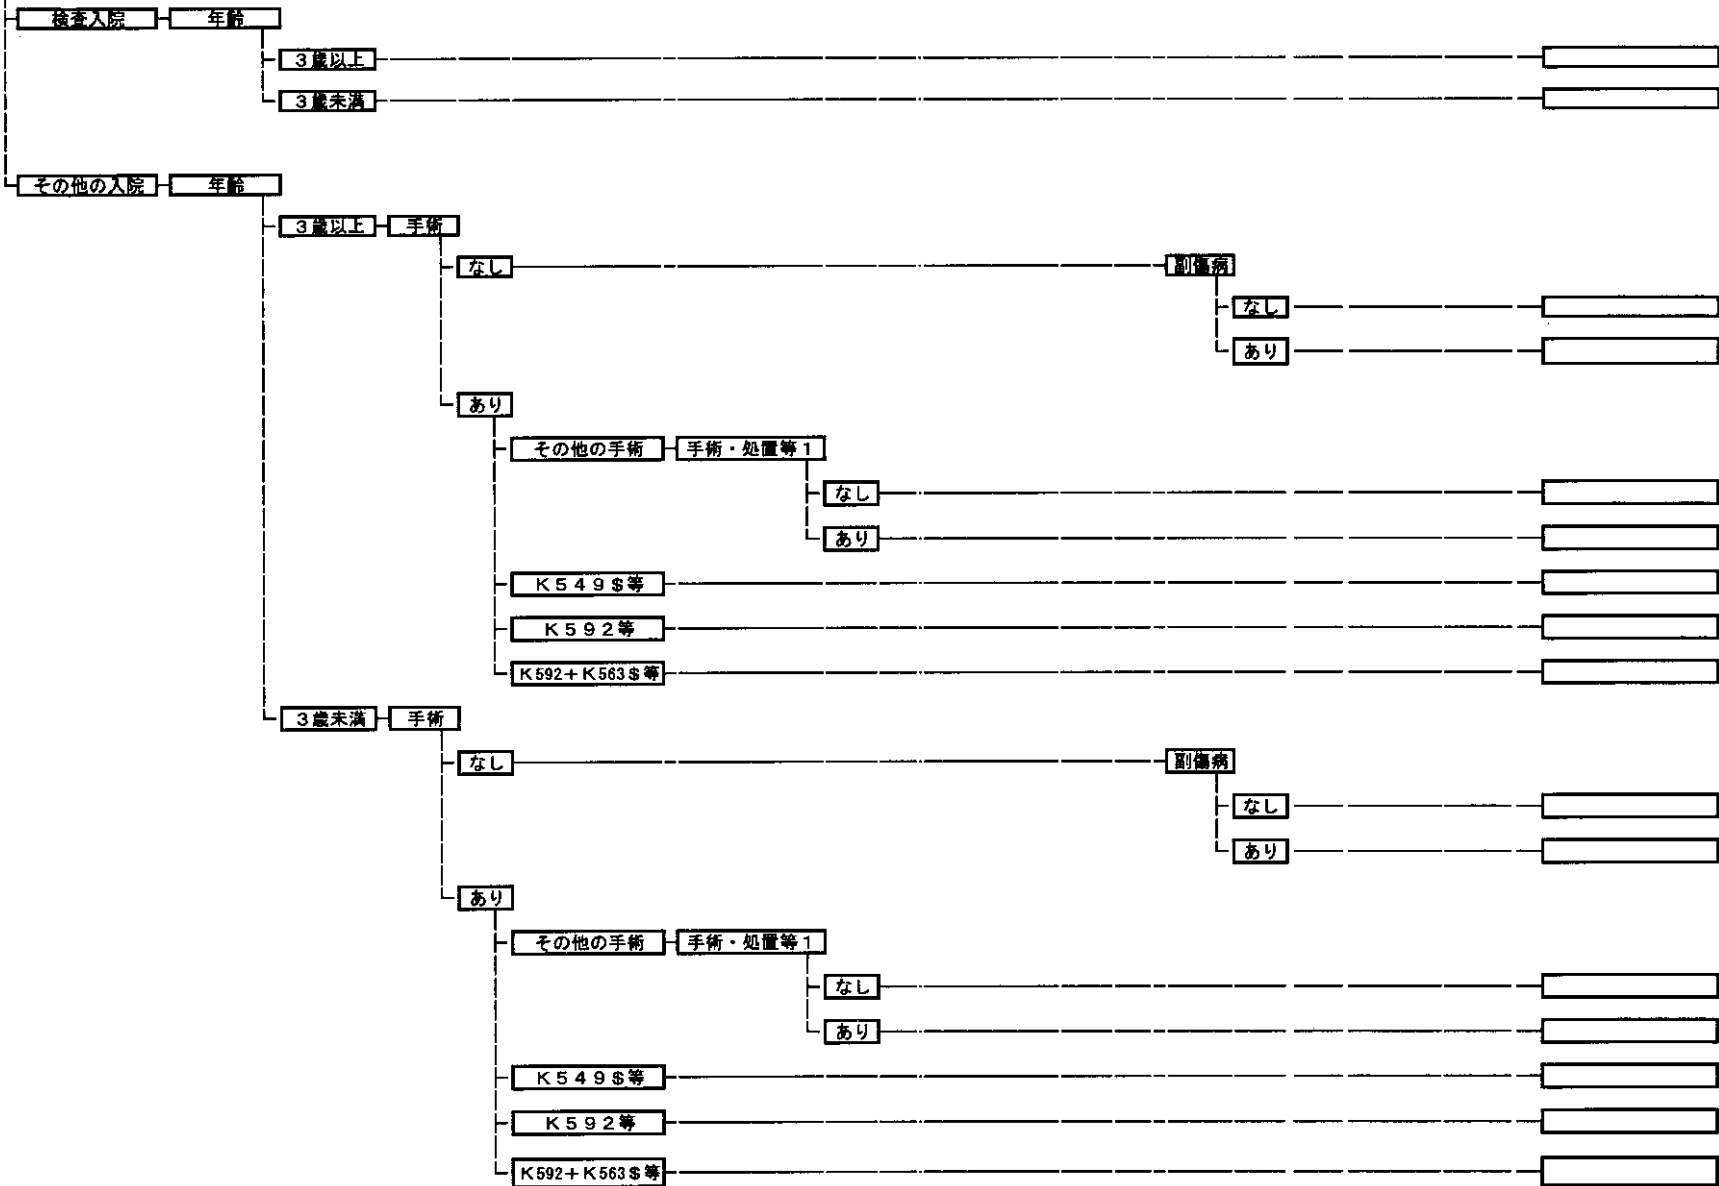 検査入院 年齢
3歳以上
3歳未満
その他の入院 年齢
3歳以上 手術
なし 副傷病
なし
あり
あり
その他の手術 手術・処置等1
なし
あり
K549$等
K592等
K592+K563$等
3歳未満 手術
なし 副傷病
なし
あり
あり
その他の手術 手術・処置等1
なし
あり
K549$等
K592等
K592+K563$等